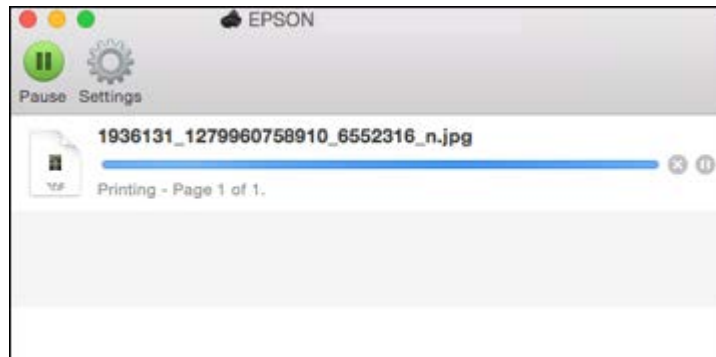 EPSON
Pause Settings
1936131_1279960758910_6552316_n.jpg
Printing - Page 1 of 1.